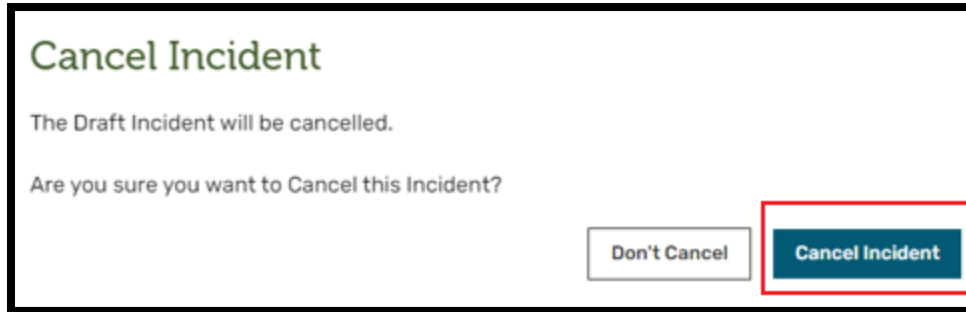 Cancel Incident
The Draft Incident will be cancelled.
Are you sure you want to Cancel this Incident?
Don't Cancel
Cancel Incident